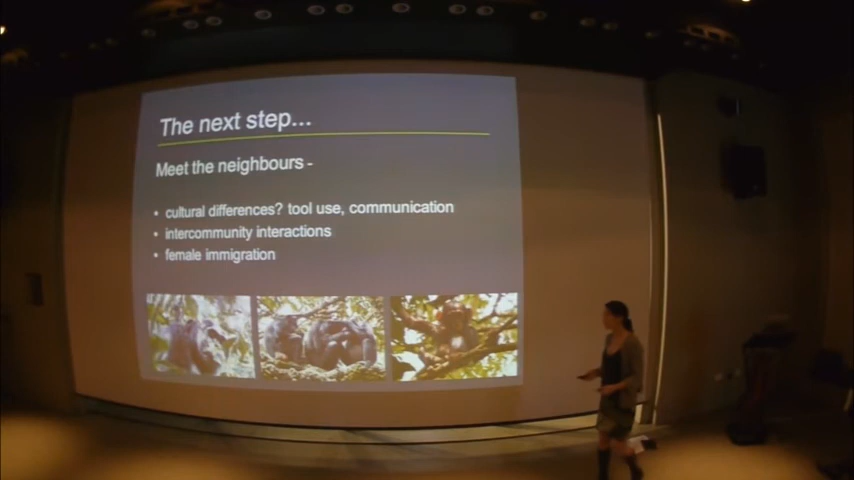 The next step...
Meet the neighbours -
• cultural differences? tool use, communication
• intercommunity interactions
• female immigration